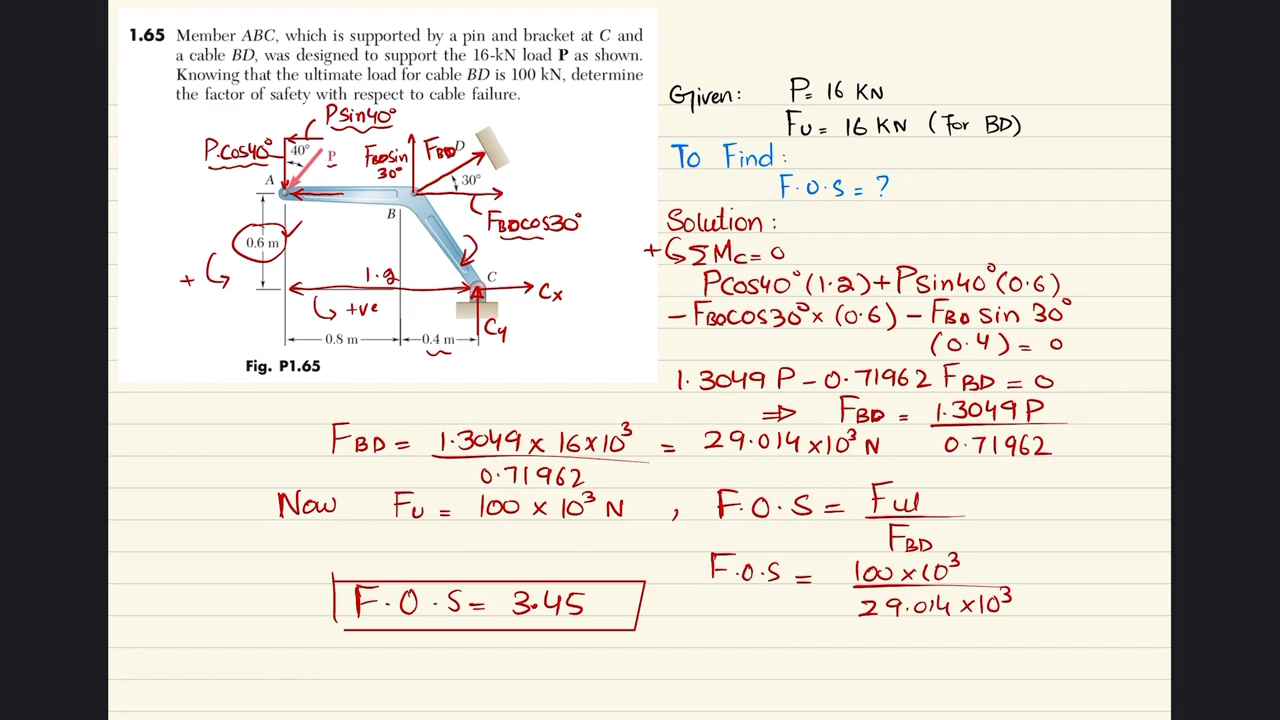 1.65 Member ABC, which is supported by a pin and bracket at C and
a cable BD, was designed to support the 16-kN load P as shown.
Knowing that the ultimate load for cable BD is 100 kN, determine
the factor of safety with respect to cable failure.
P sin40°
P.cos40°
40°
P
A
FBD sin
30°
FBD
D
30°
B
FBD cos30°
0.6 m
+
1.2
+ve
C
Cx
Cy
0.8 m
0.4 m
Fig. P1.65
Given: P= 16 KN
FU = 16 KN (For BD)
To Find:
F.O.S = ?
Solution:
+ ΣMc = 0
Pcos40°(1.2) + Psin40°(0.6)
- FBDcos30° × (0.6) - FBD sin 30°
(0.4) = 0
1.3049 P - 0.71962 FBD = 0
⇒ FBD = 1.3049 P
0.71962
FBD = 1.3049 × 16 × 10³ = 29.014 × 10³ N
0.71962
Now FU = 100 × 10³ N , F.O.S = Ful
FBD
F.O.S = 100 × 10³
29.014 × 10³
F.O.S = 3.45